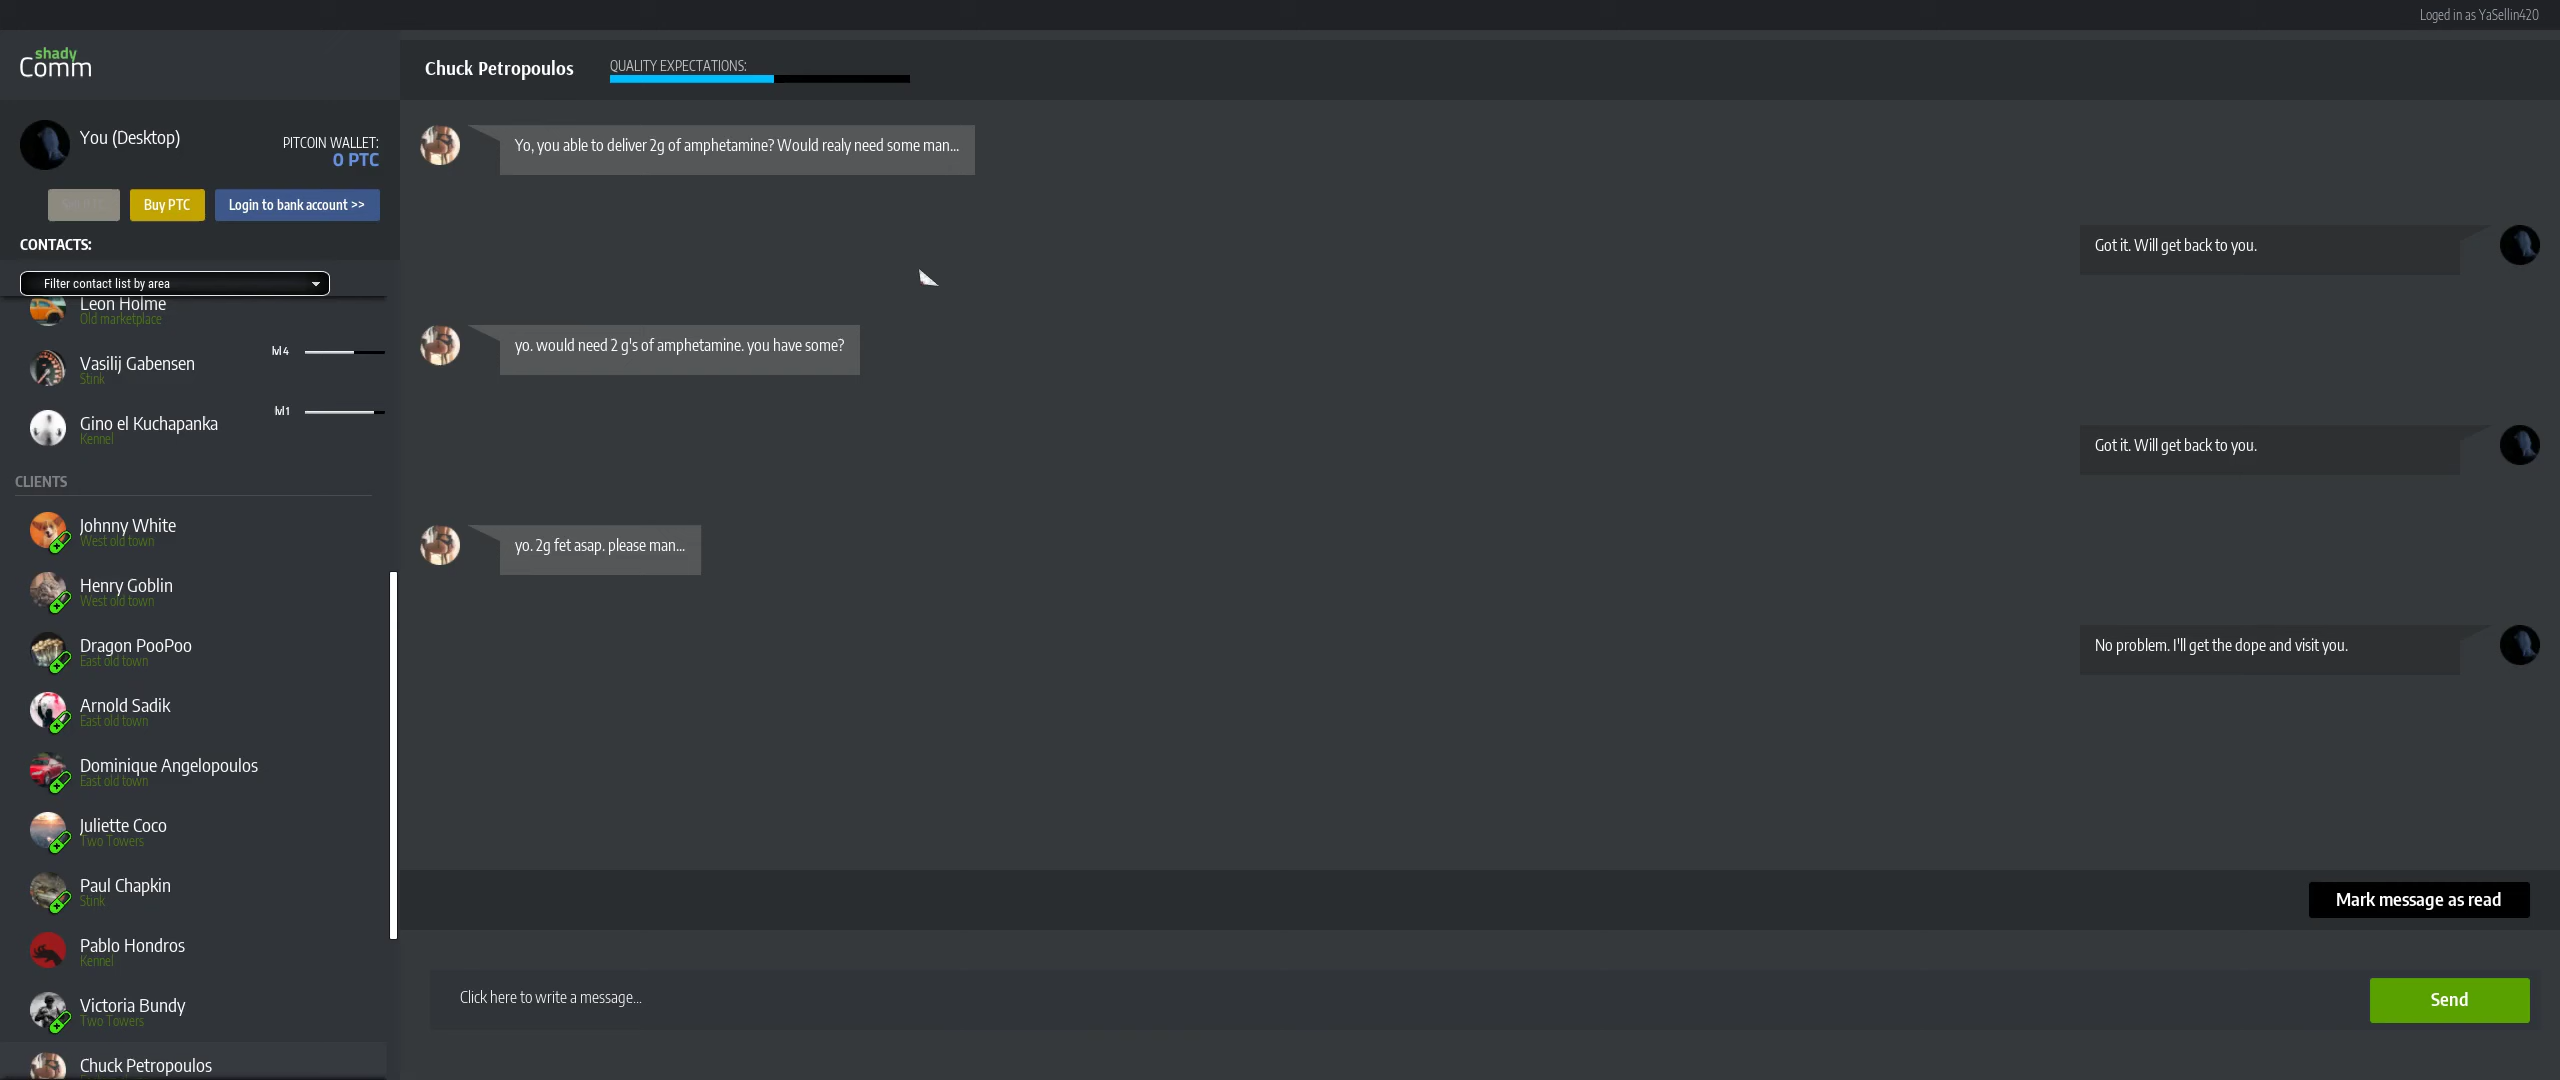 Loged in as YaSellin420
shady
Comm
Chuck Petropoulos
QUALITY EXPECTATIONS:
You (Desktop)
PITCOIN WALLET:
0 PTC
Buy PTC
Login to bank account >>
CONTACTS:
Filter contact list by area
Leon Holme
Old marketplace
Vasilij Gabensen
lvl 4
Stink
Gino el Kuchapanka
lvl 1
Kennel
CLIENTS
Johnny White
West old town
Henry Goblin
West old town
Dragon PooPoo
East old town
Arnold Sadik
East old town
Dominique Angelopoulos
East old town
Juliette Coco
Two Towers
Paul Chapkin
Stink
Pablo Hondros
Kennel
Victoria Bundy
Two Towers
Chuck Petropoulos
Yo, you able to deliver 2g of amphetamine? Would realy need some man...
Got it. Will get back to you.
yo. would need 2 g's of amphetamine. you have some?
Got it. Will get back to you.
yo. 2g fet asap. please man...
No problem. I'll get the dope and visit you.
Mark message as read
Click here to write a message...
Send